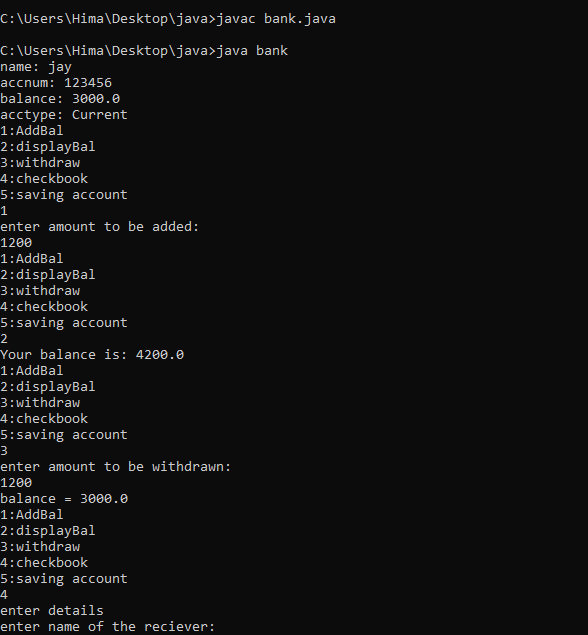 C:\Users\Hima\Desktop\java>javac bank.java
C:\Users\Hima\Desktop\java>java bank
name: jay
accnum: 123456
balance: 3000.0
acctype: Current
1:AddBal
2:displayBal
3:withdraw
4:checkbook
5:saving account
1
enter amount to be added:
1200
1:AddBal
2:displayBal
3:withdraw
4:checkbook
5:saving account
2
Your balance is: 4200.0
1:AddBal
2:displayBal
3:withdraw
4:checkbook
5:saving account
3
enter amount to be withdrawn:
1200
balance = 3000.0
1:AddBal
2:displayBal
3:withdraw
4:checkbook
5:saving account
4
enter details
enter name of the reciever: